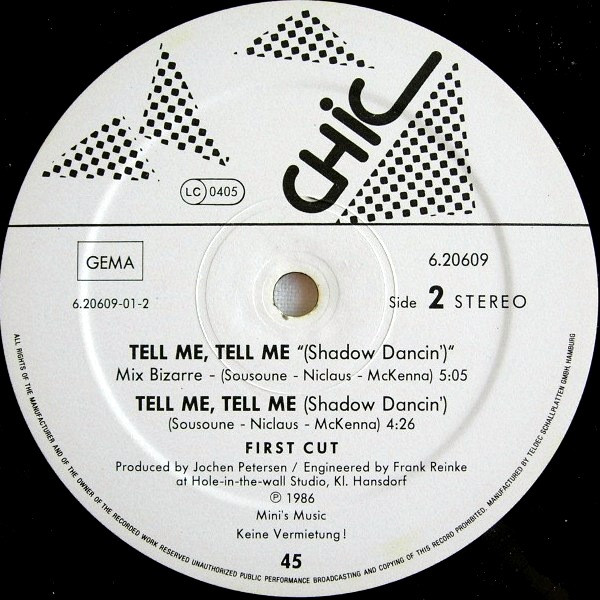 CHIC
LC 0405
GEMA
6.20609
6.20609-01-2
Side 2 STEREO
TELL ME, TELL ME "(Shadow Dancin')"
Mix Bizarre - (Sousoune - Niclaus - McKenna) 5:05
TELL ME, TELL ME (Shadow Dancin')
(Sousoune - Niclaus - McKenna) 4:26
FIRST CUT
Produced by Jochen Petersen / Engineered by Frank Reinke
at Hole-in-the-wall Studio, Kl. Hansdorf
℗ 1986
Mini's Music
Keine Vermietung!
45
ALL RIGHTS OF THE MANUFACTURER AND OF THE OWNER OF THE RECORDED WORK RESERVED UNAUTHORIZED PUBLIC PERFORMANCE BROADCASTING AND COPYING OF THIS RECORD PROHIBITED. MANUFACTURED BY TELDEC SCHALLPLATTEN GMBH, HAMBURG